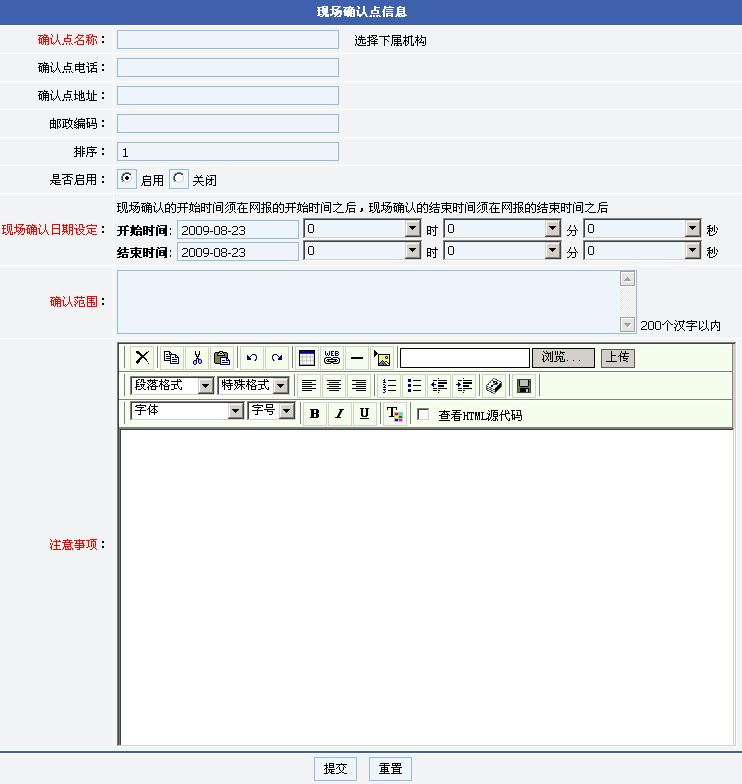 现场确认点信息
确认点名称： 选择下属机构
确认点电话：
确认点地址：
邮政编码：
排序： 1
是否启用： 启用 关闭
现场确认的开始时间须在网报的开始时间之后，现场确认的结束时间须在网报的结束时间之后
现场确认日期设定： 开始时间: 2009-08-23 0 时 0 分 0 秒
结束时间: 2009-08-23 0 时 0 分 0 秒
确认范围： 200个汉字以内
WEB 浏览... 上传
段落格式 特殊格式
字体 字号 B I U T 查看HTML源代码
注意事项：
提交 重置